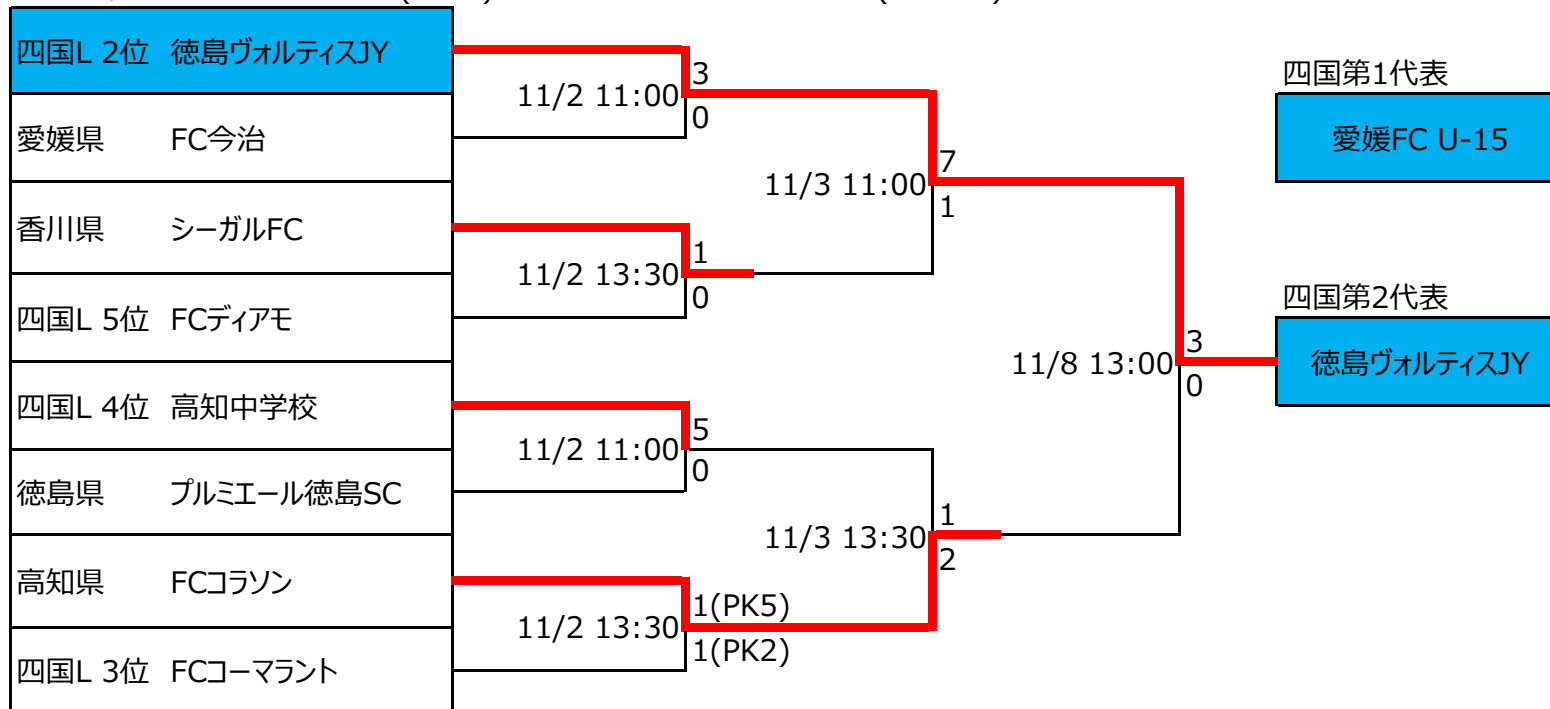 四国L 2位 徳島ヴォルティスJY
愛媛県 FC今治
香川県 シーガルFC
四国L 5位 FCディアモ
四国L 4位 高知中学校
徳島県 プルミエール徳島SC
高知県 FCコラソン
四国L 3位 FCコーマラント
11/2 11:00
3
0
11/2 13:30
1
0
11/2 11:00
5
0
11/2 13:30
1(PK5)
1(PK2)
11/3 11:00
7
1
11/3 13:30
1
2
11/8 13:00
3
0
四国第1代表
愛媛FC U-15
四国第2代表
徳島ヴォルティスJY